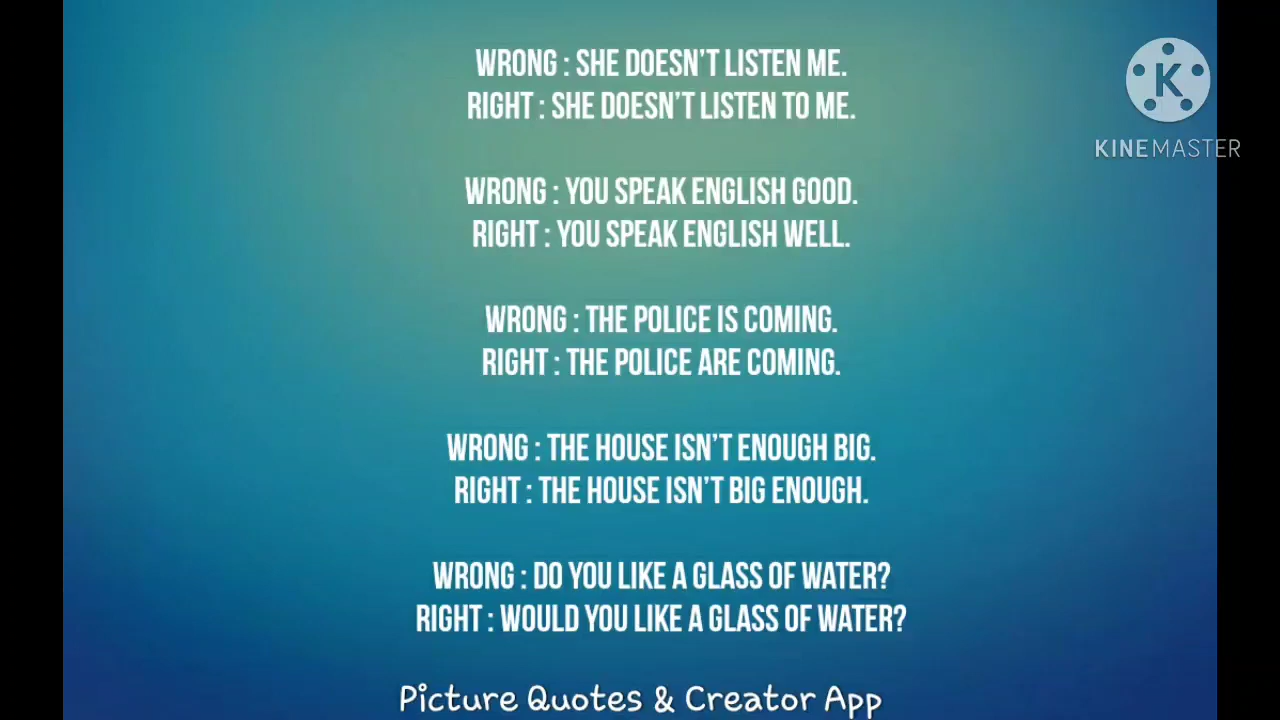 WRONG : SHE DOESN'T LISTEN ME.
RIGHT : SHE DOESN'T LISTEN TO ME.
WRONG : YOU SPEAK ENGLISH GOOD.
RIGHT : YOU SPEAK ENGLISH WELL.
WRONG : THE POLICE IS COMING.
RIGHT : THE POLICE ARE COMING.
WRONG : THE HOUSE ISN'T ENOUGH BIG.
RIGHT : THE HOUSE ISN'T BIG ENOUGH.
WRONG : DO YOU LIKE A GLASS OF WATER?
RIGHT : WOULD YOU LIKE A GLASS OF WATER?
Picture Quotes & Creator App
K
KINEMASTER